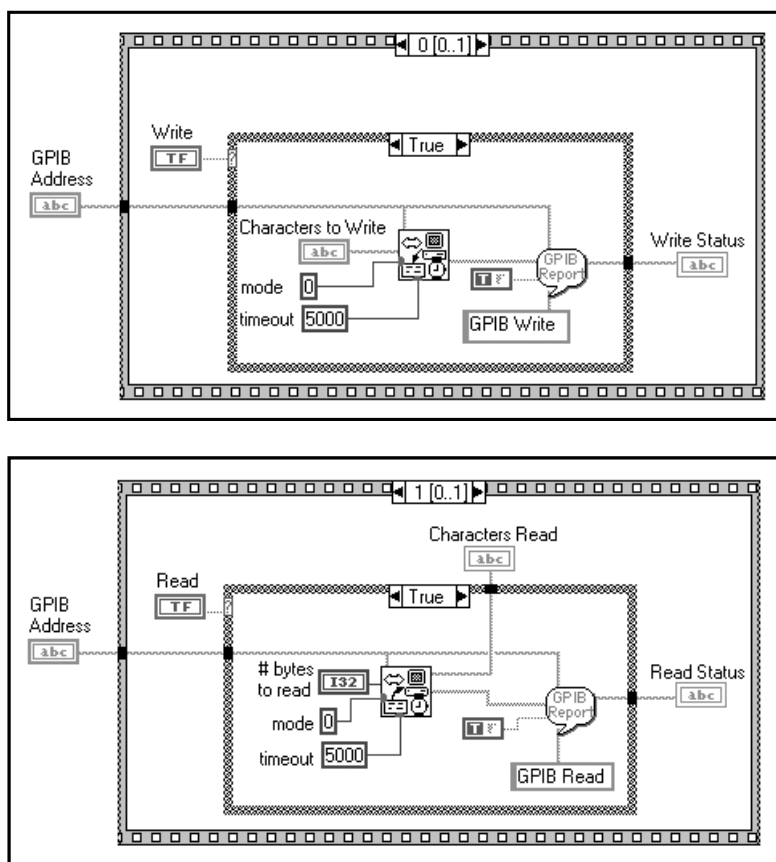 0 [0..1]
Write
TF
?
True
GPIB
Address
abc
Characters to Write
abc
mode 0
timeout 5000
GPIB
Report
T F
GPIB Write
Write Status
abc
1 [0..1]
Characters Read
abc
Read
TF
?
True
GPIB
Address
abc
# bytes
to read I32
mode 0
timeout 5000
GPIB
Report
T F
GPIB Read
Read Status
abc